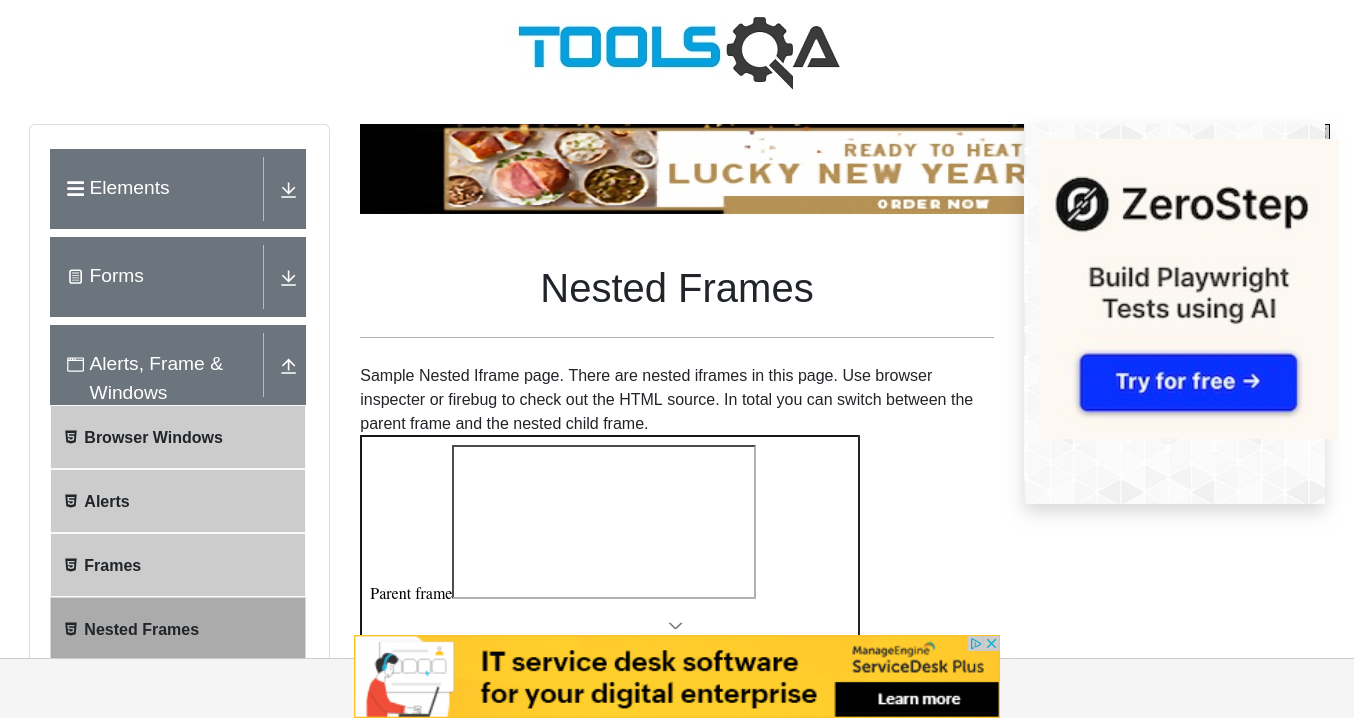 TOOLSQA
Elements
Forms
Alerts, Frame &
Windows
Browser Windows
Alerts
Frames
Nested Frames
READY TO HEAT
LUCKY NEW YEAR
ORDER NOW
Nested Frames
Sample Nested Iframe page. There are nested iframes in this page. Use browser
inspecter or firebug to check out the HTML source. In total you can switch between the
parent frame and the nested child frame.
Parent frame
ZeroStep
Build Playwright
Tests using AI
Try for free →
IT service desk software
for your digital enterprise
ManageEngine
ServiceDesk Plus
Learn more